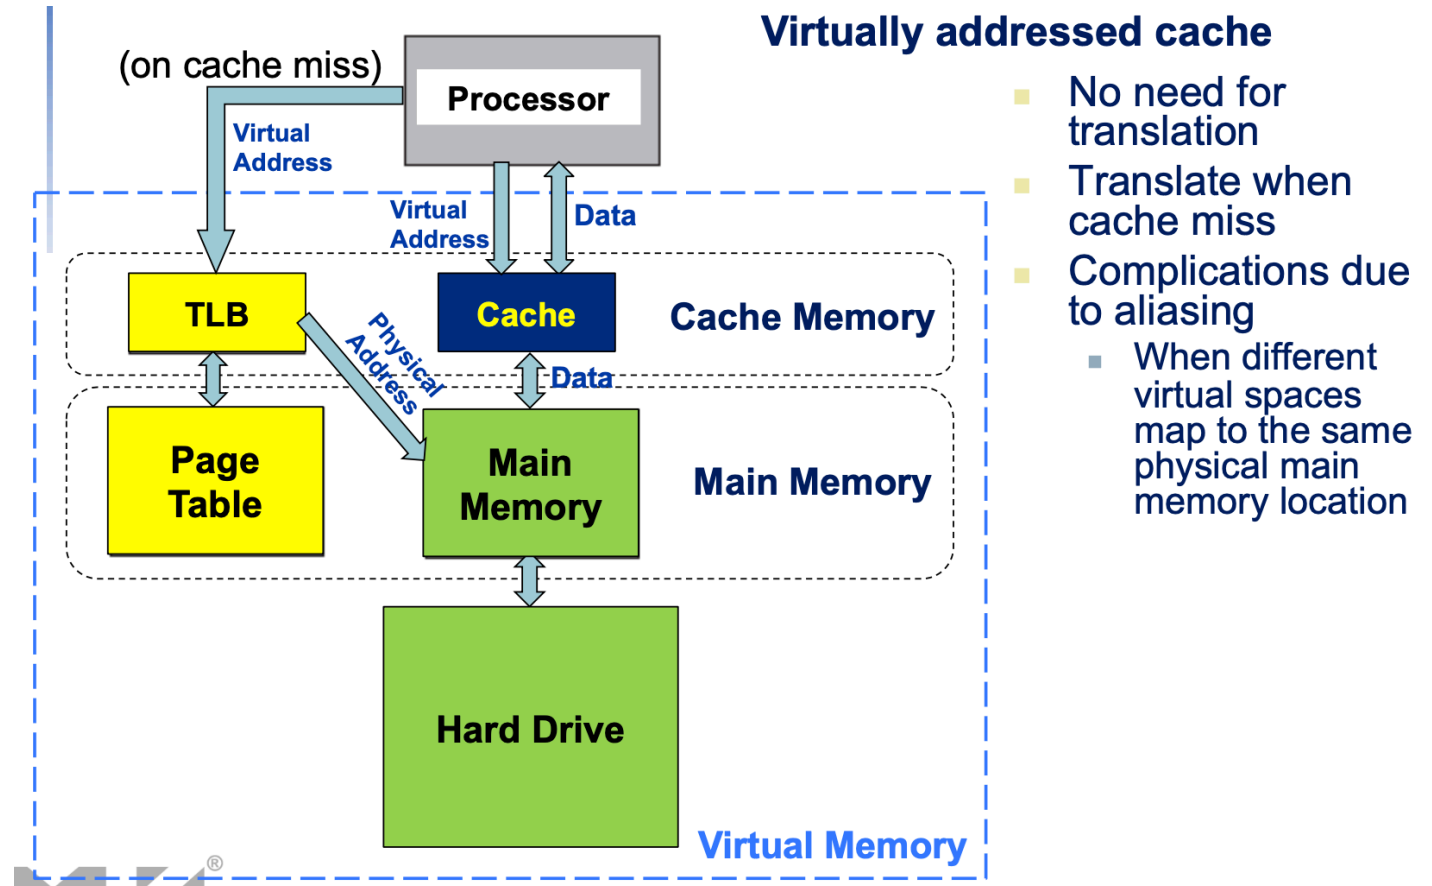 Virtually addressed cache
(on cache miss)
Processor
Virtual
Address
Virtual
Address
Data
TLB
Cache
Cache Memory
Physical
Address
Data
Page
Table
Main
Memory
Main Memory
Hard Drive
Virtual Memory
No need for
translation
Translate when
cache miss
Complications due
to aliasing
When different
virtual spaces
map to the same
physical main
memory location
®